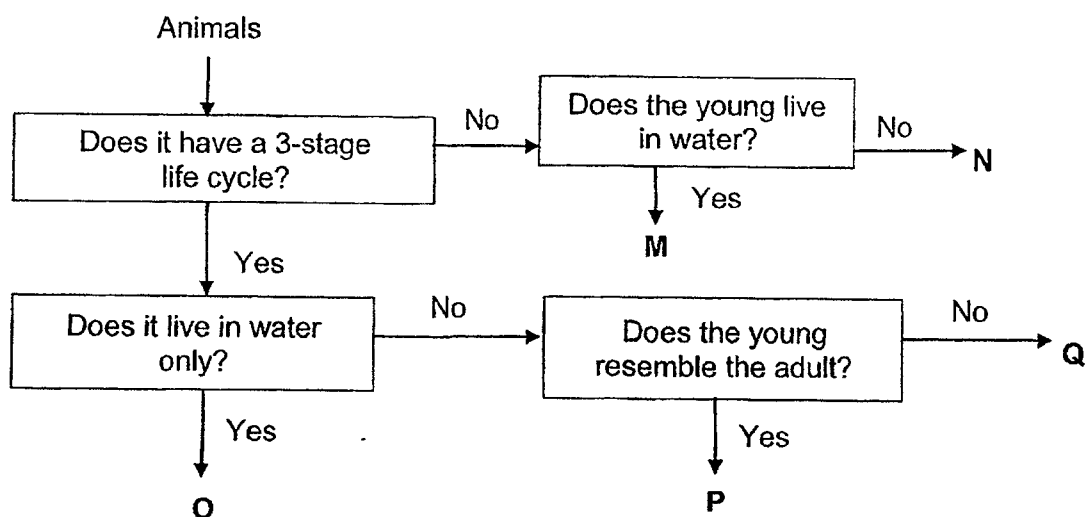 Animals
Does it have a 3-stage
life cycle?
No
Does the young live
in water?
No
N
Yes
M
Yes
Does it live in water
only?
No
Does the young
resemble the adult?
No
Q
Yes
O
Yes
P